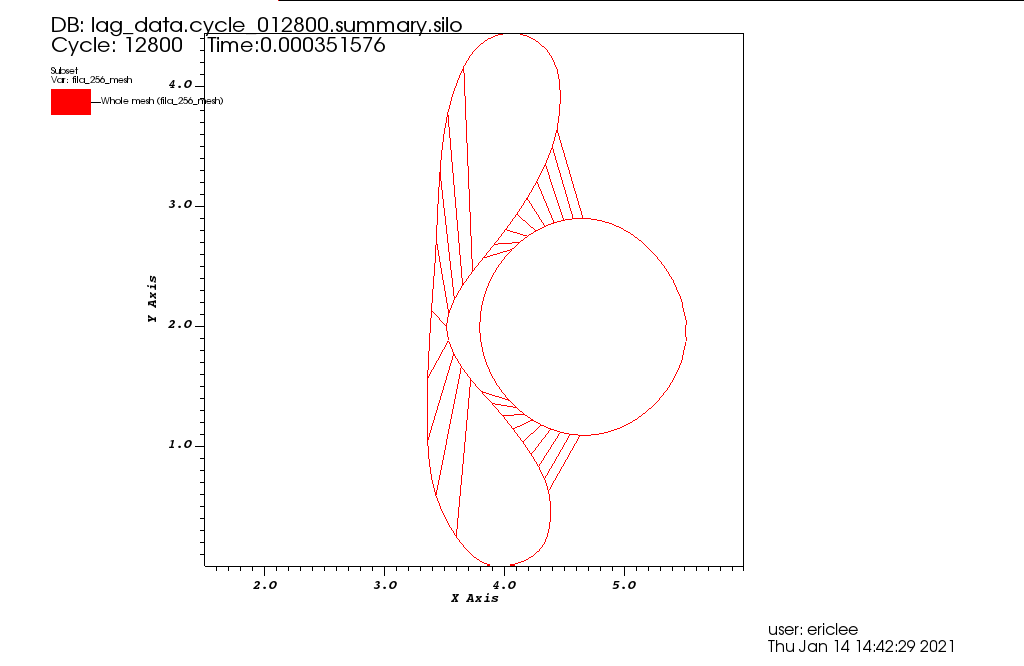 DB: lag_data.cycle_012800.summary.silo
Cycle: 12800 Time:0.000351576
Subset
Var: fila_256_mesh
Whole mesh (fila_256_mesh)
4.0
3.0
2.0
1.0
Y Axis
2.0 3.0 4.0 5.0
X Axis
user: ericlee
Thu Jan 14 14:42:29 2021